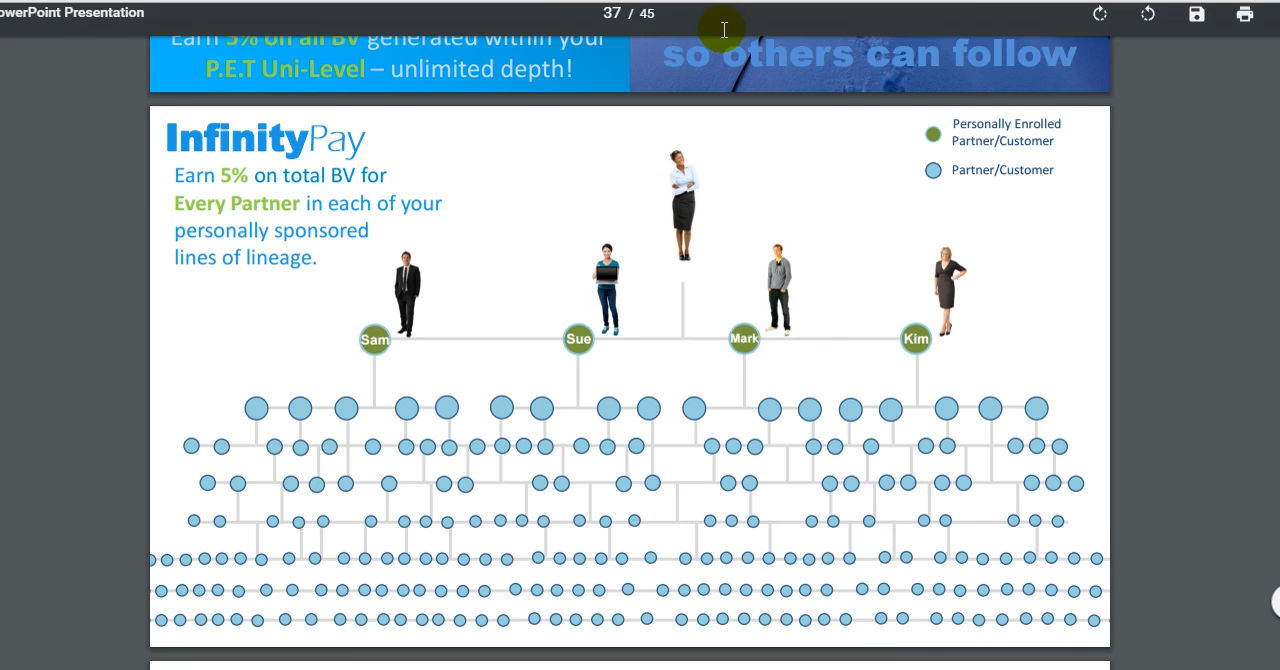 owerPoint Presentation
37 / 45
Earn 5% on all BV generated within your
P.E.T Uni-Level – unlimited depth!
so others can follow
InfinityPay
Earn 5% on total BV for
Every Partner in each of your
personally sponsored
lines of lineage.
Personally Enrolled
Partner/Customer
Partner/Customer
Sam
Sue
Mark
Kim